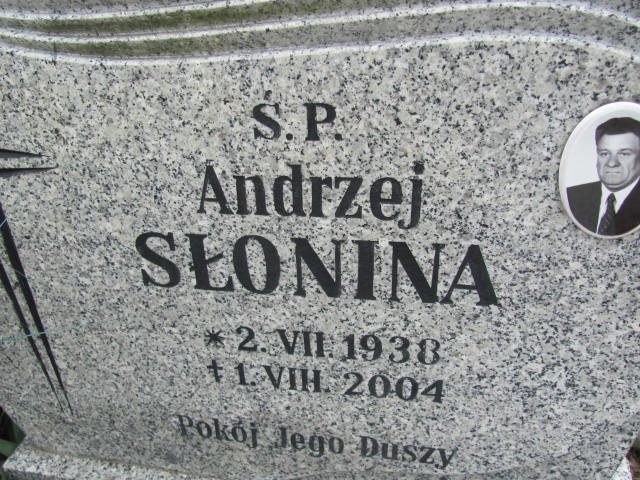 Ś.P.
Andrzej
SŁONINA
* 2. VII. 1938
† 1. VIII. 2004
Pokój Jego Duszy